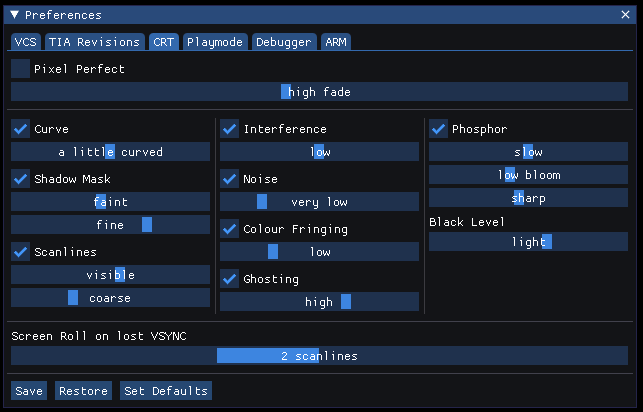 Preferences
VCS TIA Revisions CRT Playmode Debugger ARM
Pixel Perfect
high fade
Curve
a little curved
Shadow Mask
faint
fine
Scanlines
visible
coarse
Interference
low
Noise
very low
Colour Fringing
low
Ghosting
high
Phosphor
slow
low bloom
sharp
Black Level
light
Screen Roll on lost VSYNC
2 scanlines
Save Restore Set Defaults